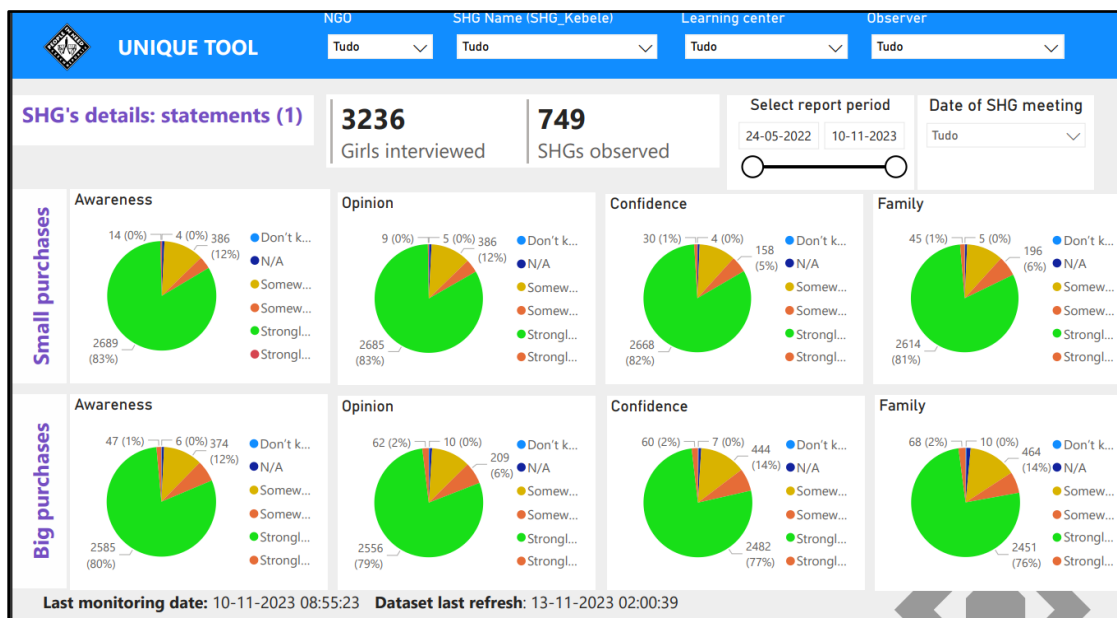 NGO
SHG Name (SHG_Kebele)
Learning center
Observer
UNIQUE TOOL
Tudo
Tudo
Tudo
Tudo
SHG's details: statements (1)
3236
Girls interviewed
749
SHGs observed
Select report period
24-05-2022
10-11-2023
Date of SHG meeting
Tudo
Small purchases
Awareness
14 (0%)
4 (0%)
386
(12%)
2689
(83%)
Don't k...
N/A
Somew...
Somew...
Strongl...
Strongl...
Opinion
9 (0%)
5 (0%)
386
(12%)
2685
(83%)
Don't k...
N/A
Somew...
Somew...
Strongl...
Strongl...
Confidence
30 (1%)
4 (0%)
158
(5%)
2668
(82%)
Don't k...
N/A
Somew...
Somew...
Strongl...
Strongl...
Family
45 (1%)
5 (0%)
196
(6%)
2614
(81%)
Don't k...
N/A
Somew...
Somew...
Strongl...
Strongl...
Big purchases
Awareness
47 (1%)
6 (0%)
374
(12%)
2585
(80%)
Don't k...
N/A
Somew...
Somew...
Strongl...
Strongl...
Opinion
62 (2%)
10 (0%)
209
(6%)
2556
(79%)
Don't k...
N/A
Somew...
Somew...
Strongl...
Strongl...
Confidence
60 (2%)
7 (0%)
444
(14%)
2482
(77%)
Don't k...
N/A
Somew...
Somew...
Strongl...
Strongl...
Family
68 (2%)
10 (0%)
464
(14%)
2451
(76%)
Don't k...
N/A
Somew...
Somew...
Strongl...
Strongl...
Last monitoring date: 10-11-2023 08:55:23 Dataset last refresh: 13-11-2023 02:00:39